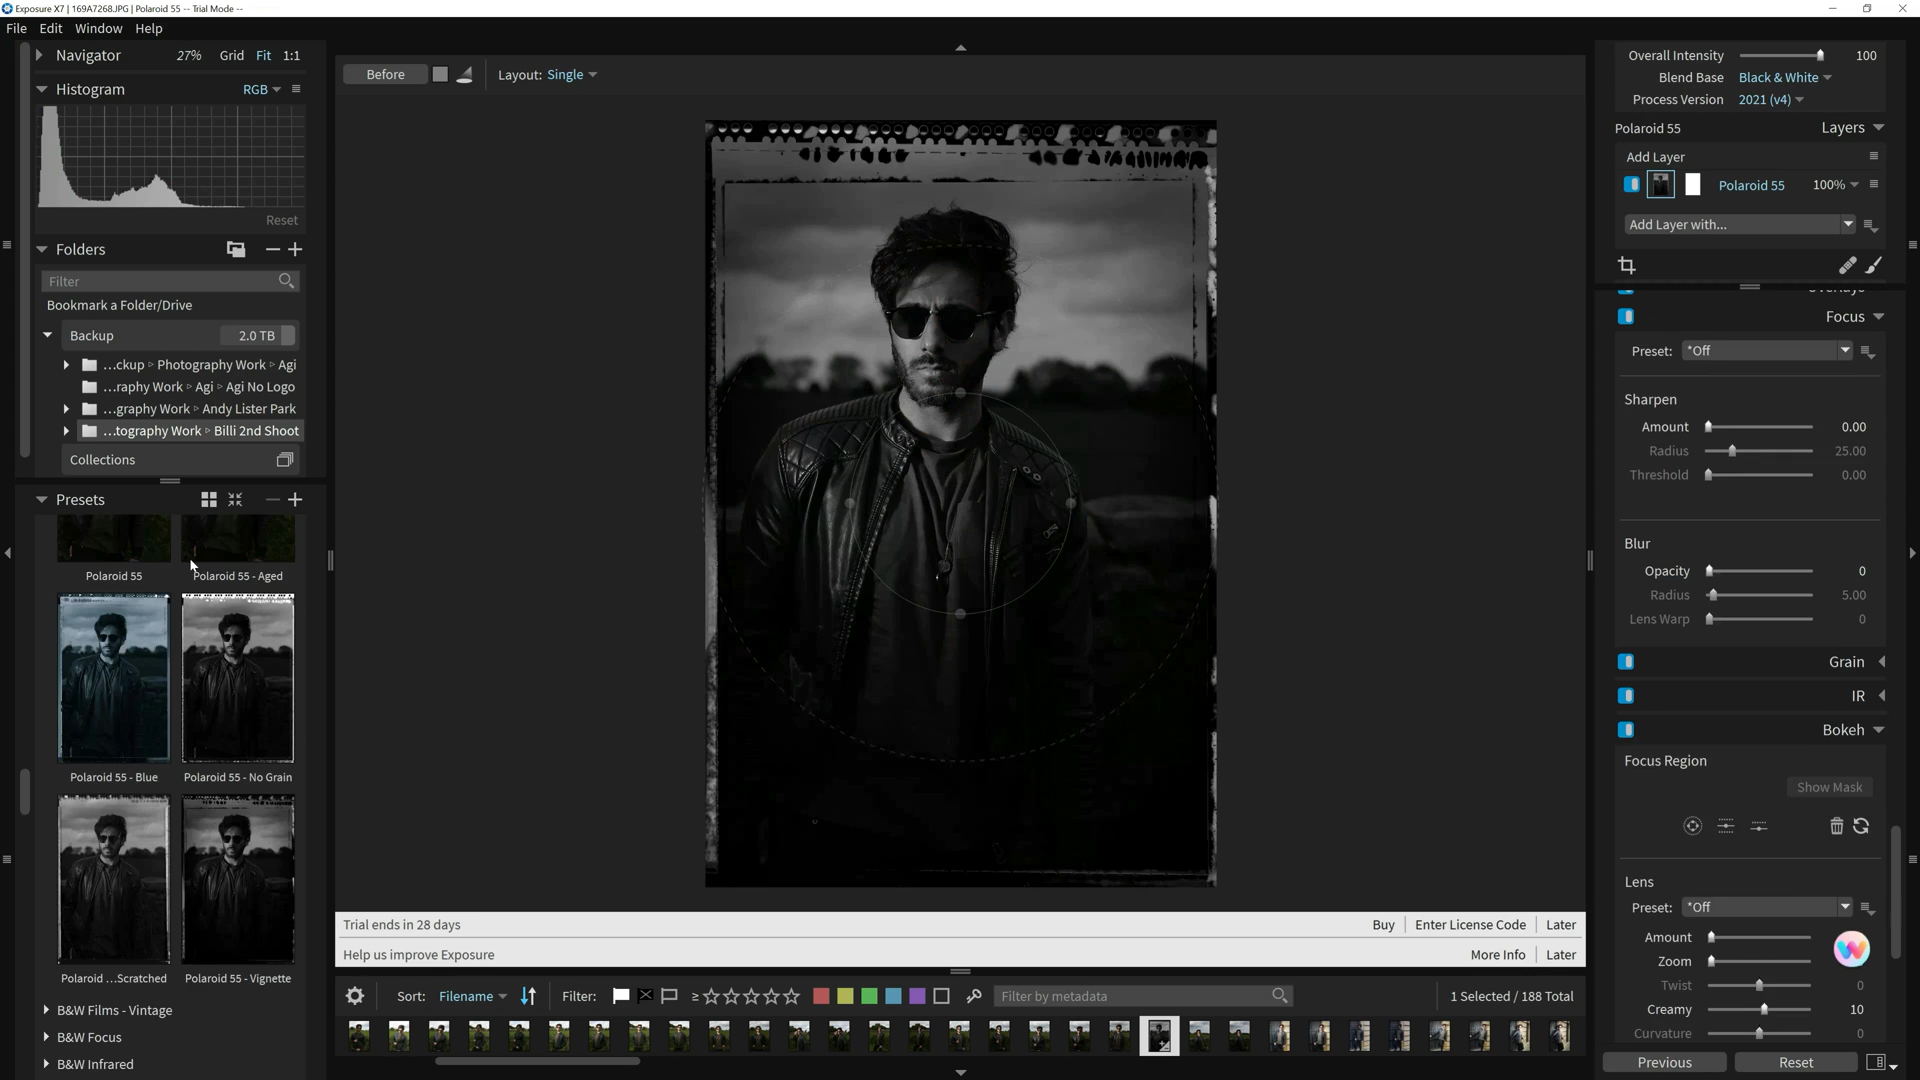 Exposure X7 | 169A7268.JPG | Polaroid 55 -- Trial Mode --
File Edit Window Help
Navigator 27% Grid Fit 1:1
Histogram RGB
Reset
Folders
Filter
Bookmark a Folder/Drive
Backup 2.0 TB
...ckup ▹ Photography Work ▹ Agi
...raphy Work ▹ Agi ▹ Agi No Logo
...graphy Work ▹ Andy Lister Park
...tography Work ▹ Billi 2nd Shoot
Collections
Presets
Polaroid 55 Polaroid 55 - Aged
Polaroid 55 - Blue Polaroid 55 - No Grain
Polaroid ...Scratched Polaroid 55 - Vignette
B&W Films - Vintage
B&W Focus
B&W Infrared
Before Layout: Single
Trial ends in 28 days Buy Enter License Code Later
Help us improve Exposure More Info Later
Sort: Filename Filter: ≥ Filter by metadata 1 Selected / 188 Total
Overall Intensity 100
Blend Base Black & White
Process Version 2021 (v4)
Polaroid 55 Layers
Add Layer
Polaroid 55 100%
Add Layer with...
Overlays
Focus
Preset: *Off
Sharpen
Amount 0.00
Radius 25.00
Threshold 0.00
Blur
Opacity 0
Radius 5.00
Lens Warp 0
Grain
IR
Bokeh
Focus Region
Show Mask
Lens
Preset: *Off
Amount
Zoom
Twist 0
Creamy 10
Curvature 0
Previous Reset